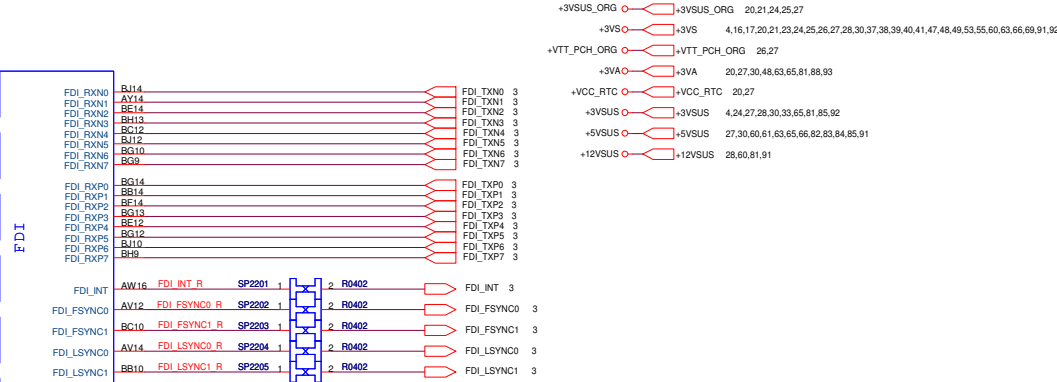 +3VSUS_ORG +3VSUS_ORG 20,21,24,25,27
+3VS +3VS 4,16,17,20,21,23,24,25,26,27,28,30,37,38,39,40,41,47,48,49,53,55,60,63,66,69,91,92
+VTT_PCH_ORG +VTT_PCH_ORG 26,27
+3VA +3VA 20,27,30,48,63,65,81,88,93
+VCC_RTC +VCC_RTC 20,27
+3VSUS +3VSUS 4,24,27,28,30,33,65,81,85,92
+5VSUS +5VSUS 27,30,60,61,63,65,66,82,83,84,85,91
+12VSUS +12VSUS 28,60,81,91
FDI
FDI_RXN0 BJ14 FDI_TXN0 3
FDI_RXN1 AY14 FDI_TXN1 3
FDI_RXN2 BE14 FDI_TXN2 3
FDI_RXN3 BH13 FDI_TXN3 3
FDI_RXN4 BC12 FDI_TXN4 3
FDI_RXN5 BJ12 FDI_TXN5 3
FDI_RXN6 BG10 FDI_TXN6 3
FDI_RXN7 BG9 FDI_TXN7 3
FDI_RXP0 BG14 FDI_TXP0 3
FDI_RXP1 BB14 FDI_TXP1 3
FDI_RXP2 BF14 FDI_TXP2 3
FDI_RXP3 BG13 FDI_TXP3 3
FDI_RXP4 BE12 FDI_TXP4 3
FDI_RXP5 BG12 FDI_TXP5 3
FDI_RXP6 BJ10 FDI_TXP6 3
FDI_RXP7 BH9 FDI_TXP7 3
FDI_INT AW16 FDI_INT_R SP2201 1 2 R0402 FDI_INT 3
FDI_FSYNC0 AV12 FDI_FSYNC0_R SP2202 1 2 R0402 FDI_FSYNC0 3
FDI_FSYNC1 BC10 FDI_FSYNC1_R SP2203 1 2 R0402 FDI_FSYNC1 3
FDI_LSYNC0 AV14 FDI_LSYNC0_R SP2204 1 2 R0402 FDI_LSYNC0 3
FDI_LSYNC1 BB10 FDI_LSYNC1_R SP2205 1 2 R0402 FDI_LSYNC1 3